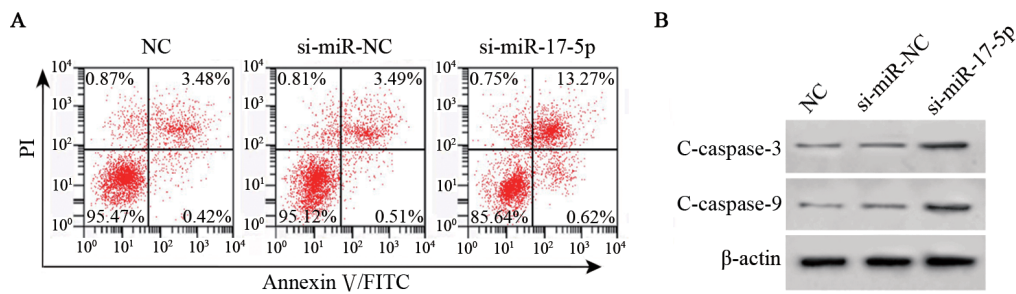 A
NC
si-miR-NC
si-miR-17-5p
PI
10⁴
10³
10²
10¹
10⁰
0.87%
3.48%
95.47%
0.42%
10⁰ 10¹ 10² 10³ 10⁴
10⁴
10³
10²
10¹
10⁰
0.81%
3.49%
95.12%
0.51%
10⁰ 10¹ 10² 10³ 10⁴
10⁴
10³
10²
10¹
10⁰
0.75%
13.27%
85.64%
0.62%
10⁰ 10¹ 10² 10³ 10⁴
Annexin V/FITC
B
NC
si-miR-NC
si-miR-17-5p
C-caspase-3
C-caspase-9
β-actin